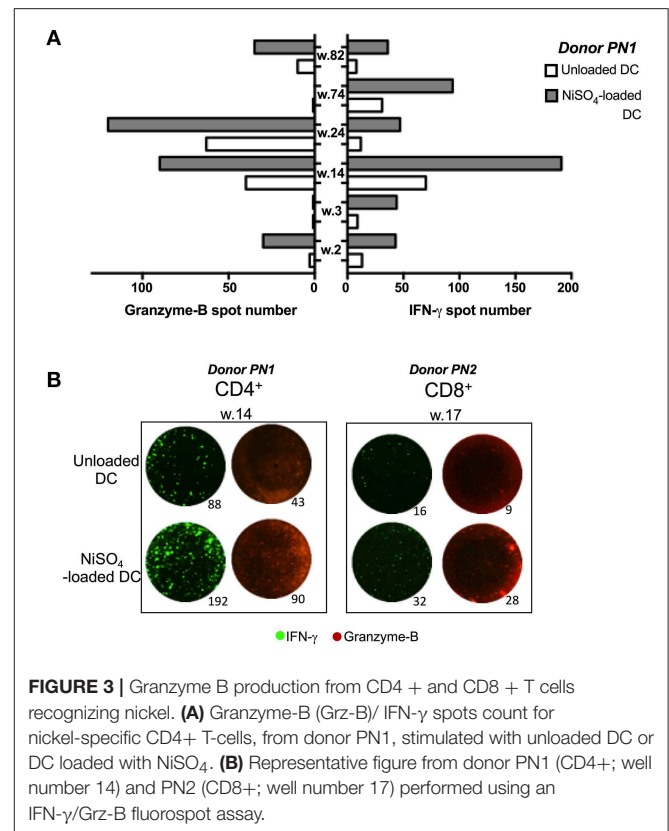 A
Donor PN1
Unloaded DC
NiSO4-loaded
DC
w.82
w.74
w.24
w.14
w.3
w.2
100 50 0 0 50 100 150 200
Granzyme-B spot number IFN-γ spot number
B
Donor PN1 Donor PN2
CD4+ CD8+
w.14 w.17
Unloaded
DC
88 43 16 9
NiSO4
-loaded DC
192 90 32 28
IFN-γ Granzyme-B
FIGURE 3 | Granzyme B production from CD4 + and CD8 + T cells
recognizing nickel. (A) Granzyme-B (Grz-B)/ IFN-γ spots count for
nickel-specific CD4+ T-cells, from donor PN1, stimulated with unloaded DC or
DC loaded with NiSO4. (B) Representative figure from donor PN1 (CD4+; well
number 14) and PN2 (CD8+; well number 17) performed using an
IFN-γ/Grz-B fluorospot assay.